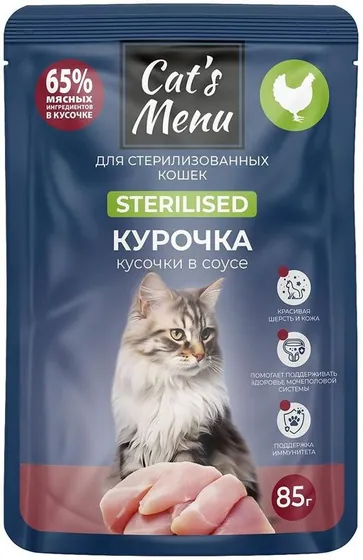 65%
МЯСНЫХ
ИНГРЕДИЕНТОВ
В КУСОЧКЕ
Cat's
Menu
ДЛЯ СТЕРИЛИЗОВАННЫХ
КОШЕК
STERILISED
КУРОЧКА
КУСОЧКИ В СОУСЕ
КРАСИВАЯ
ШЕРСТЬ И КОЖА
ПОМОГАЕТ ПОДДЕРЖИВАТЬ
ЗДОРОВЬЕ МОЧЕПОЛОВОЙ
СИСТЕМЫ
ПОДДЕРЖКА
ИММУНИТЕТА
85г